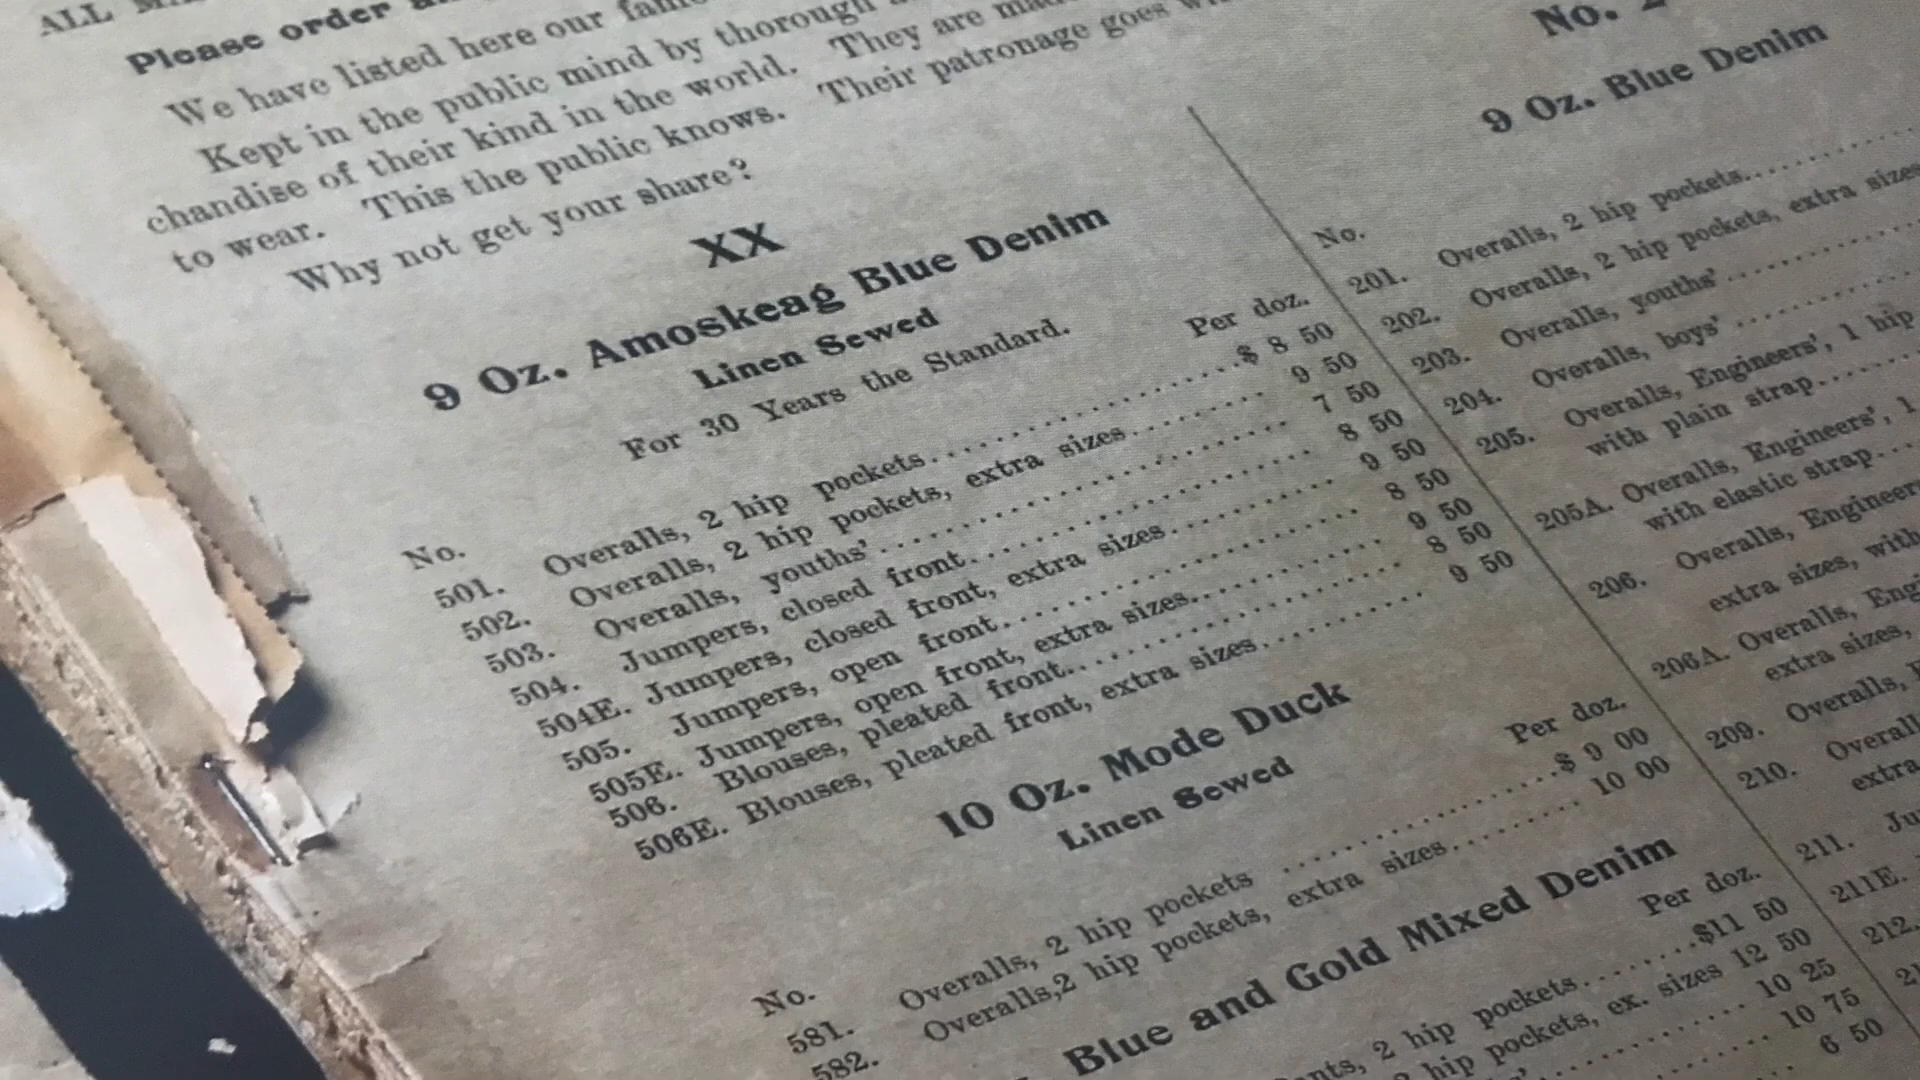 ALL
Please order
We have listed here our
Kept in the public mind by thorough
chandise of their kind in the world. They are made
to wear. This the public knows. Their patronage goes
Why not get your share?
XX
9 Oz. Amoskeag Blue Denim
Linen Sewed
For 30 Years the Standard.
No. Per doz.
501. Overalls, 2 hip pockets..........$ 8 50
502. Overalls, 2 hip pockets, extra sizes.......... 9 50
503. Overalls, youths'.......... 7 50
504. Jumpers, closed front.......... 8 50
504E. Jumpers, closed front, extra sizes.......... 9 50
505. Jumpers, open front.......... 8 50
505E. Jumpers, open front, extra sizes.......... 9 50
506. Blouses, pleated front.......... 8 50
506E. Blouses, pleated front, extra sizes.......... 9 50
10 Oz. Mode Duck
Linen Sewed
No. Per doz.
581. Overalls, 2 hip pockets ..........$ 9 00
582. Overalls,2 hip pockets, extra sizes.......... 10 00
Blue and Gold Mixed Denim
Per doz.
2 hip pockets........$11 50
hip pockets, ex. sizes 12 50
10 25
10 75
6 50
No. 2
9 Oz. Blue Denim
No.
201. Overalls, 2 hip pockets..........
202. Overalls, 2 hip pockets, extra sizes
203. Overalls, youths' ..........
204. Overalls, boys' ..........
205. Overalls, Engineers', 1 hip
with plain strap..........
205A. Overalls, Engineers', 1
with elastic strap....
206. Overalls, Engineers
extra sizes, with
206A. Overalls,
extra sizes,
209. Overalls,
210.
extra
211.
211E.
212.